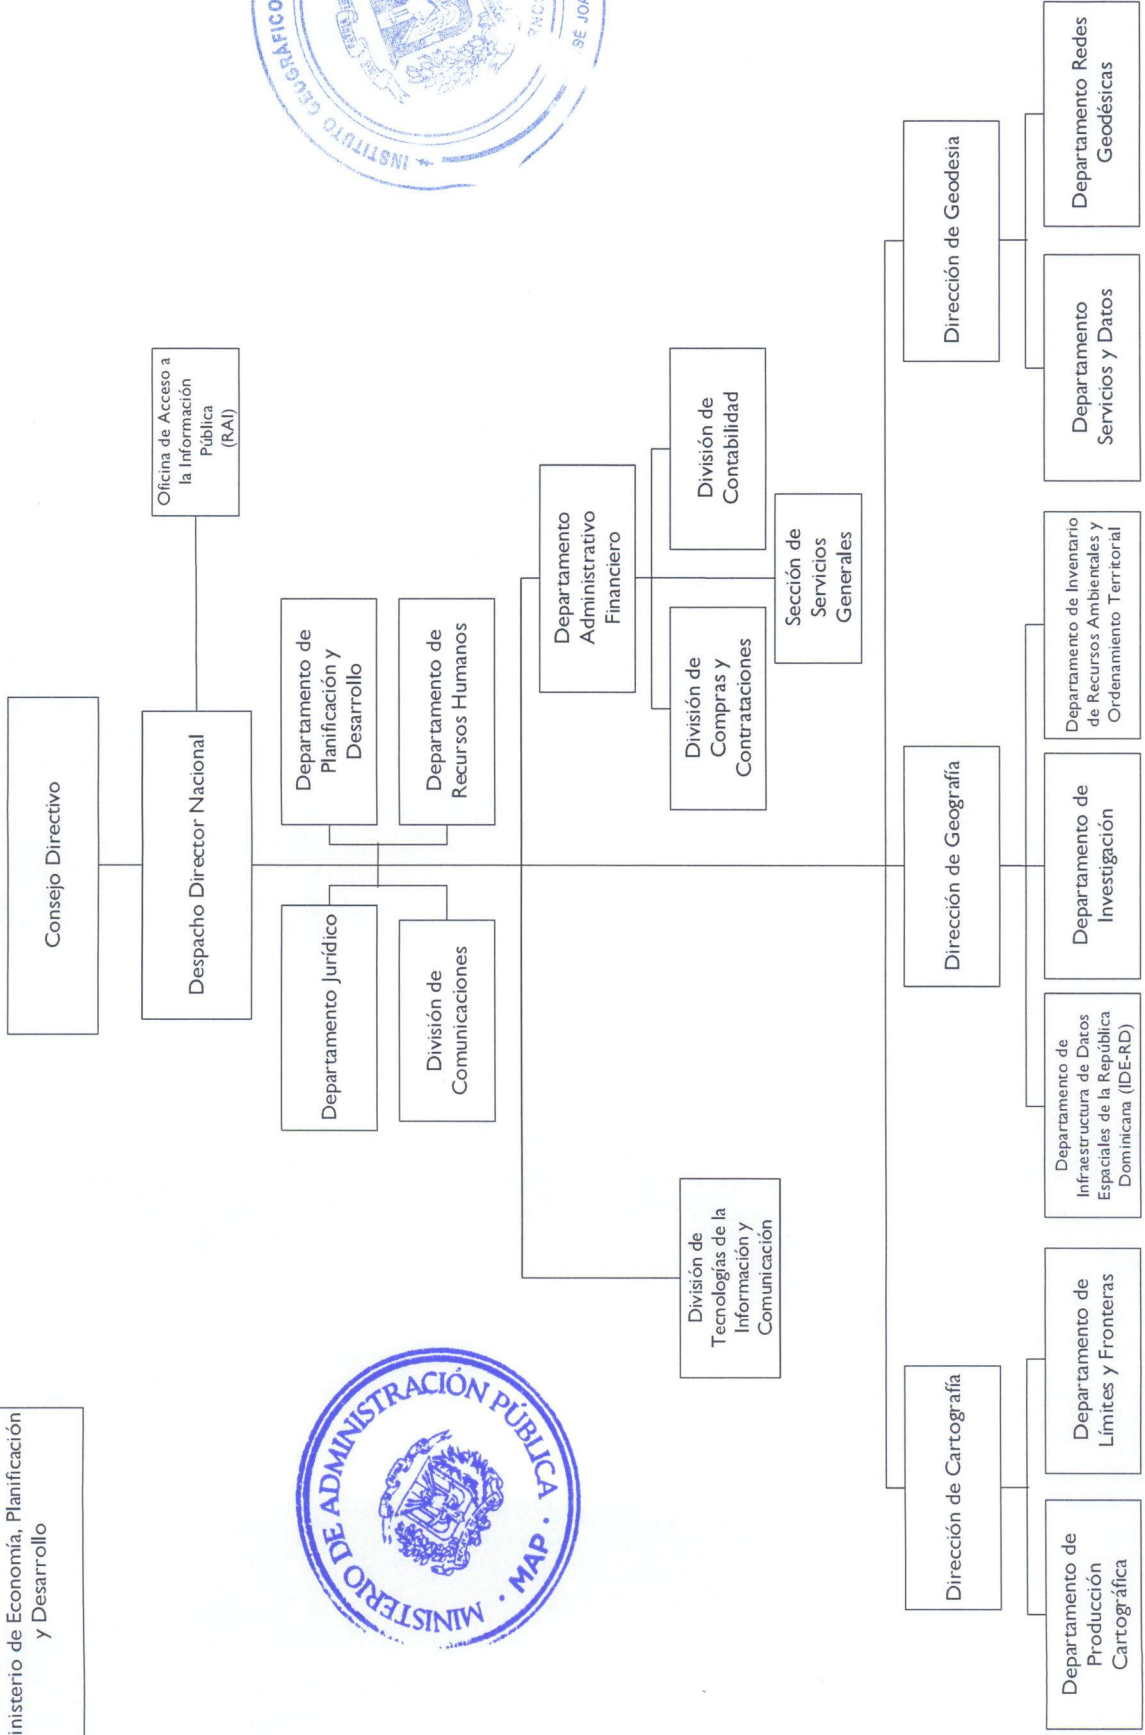 Ministerio de Economía, Planificación
y Desarrollo
Consejo Directivo
Despacho Director Nacional
Oficina de Acceso a
la Información
Pública
(RAI)
Departamento Jurídico
Departamento de
Planificación y
Desarrollo
División de
Comunicaciones
Departamento de
Recursos Humanos
División de
Tecnologías de la
Información y
Comunicación
Departamento
Administrativo
Financiero
División de
Compras y
Contrataciones
División de
Contabilidad
Sección de
Servicios
Generales
Dirección de Cartografía
Dirección de Geografía
Dirección de Geodesia
Departamento de
Producción
Cartográfica
Departamento de
Límites y Fronteras
Departamento de
Infraestructura de Datos
Espaciales de la República
Dominicana (IDE-RD)
Departamento de
Investigación
Departamento de Inventario
de Recursos Ambientales y
Ordenamiento Territorial
Departamento
Servicios y Datos
Departamento Redes
Geodésicas
MINISTERIO DE ADMINISTRACIÓN PÚBLICA
· MAP ·
INSTITUTO GEOGRÁFICO